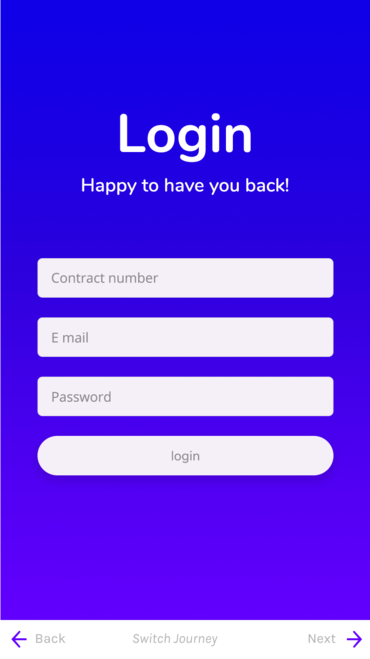 Login
Happy to have you back!
Contract number
E mail
Password
login
Back Switch Journey Next